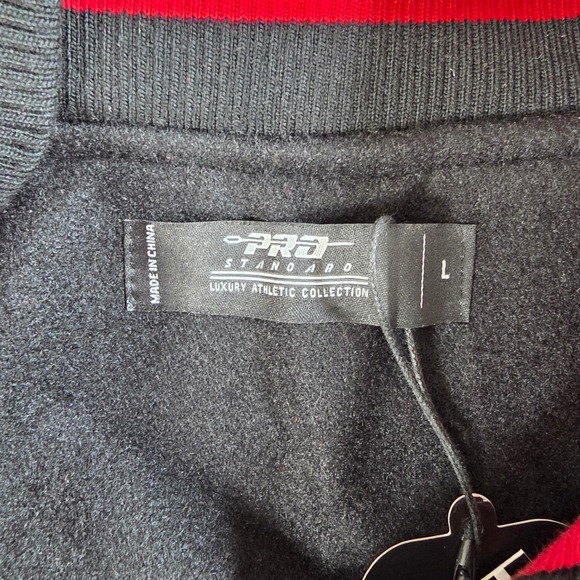 MADE IN CHINA
PRO
STANDARD
LUXURY ATHLETIC COLLECTION
L